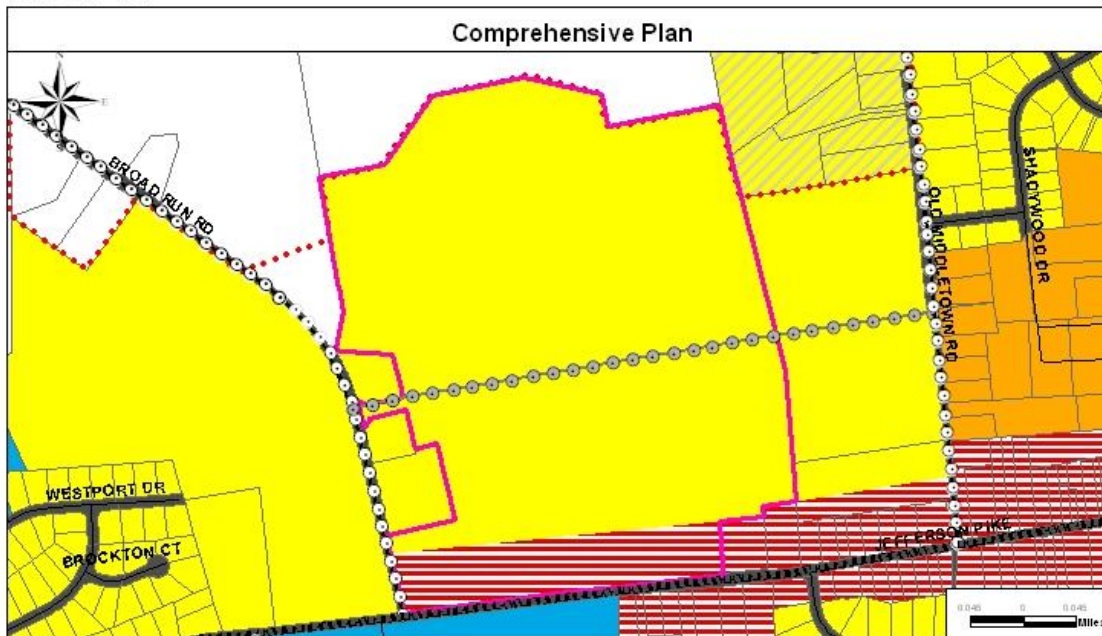 Comprehensive Plan
N
E
BROAD RUN RD
SHADYWOOD DR
OLD MIDDLETOWN RD
WESTPORT DR
BROCKTON CT
JEFFERSON PIKE
0.045 0 0.045
Miles